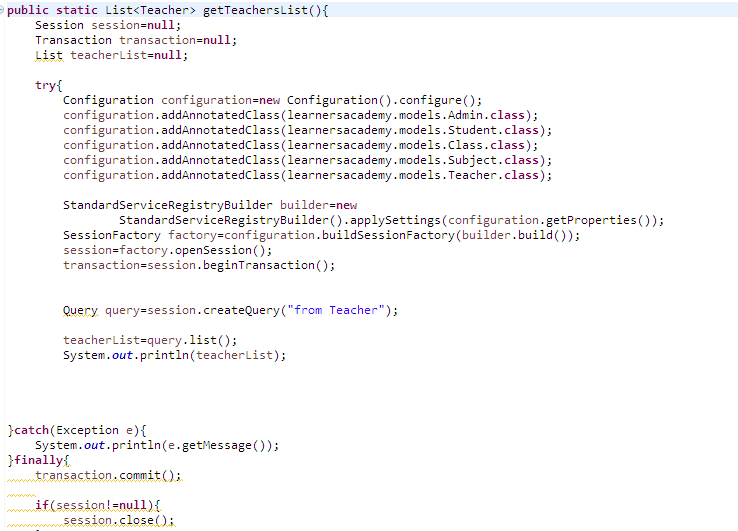 public static List<Teacher> getTeachersList(){
    Session session=null;
    Transaction transaction=null;
    List teacherList=null;

    try{
        Configuration configuration=new Configuration().configure();
        configuration.addAnnotatedClass(learnersacademy.models.Admin.class);
        configuration.addAnnotatedClass(learnersacademy.models.Student.class);
        configuration.addAnnotatedClass(learnersacademy.models.Class.class);
        configuration.addAnnotatedClass(learnersacademy.models.Subject.class);
        configuration.addAnnotatedClass(learnersacademy.models.Teacher.class);

        StandardServiceRegistryBuilder builder=new
                StandardServiceRegistryBuilder().applySettings(configuration.getProperties());
        SessionFactory factory=configuration.buildSessionFactory(builder.build());
        session=factory.openSession();
        transaction=session.beginTransaction();

        Query query=session.createQuery("from Teacher");

        teacherList=query.list();
        System.out.println(teacherList);

}catch(Exception e){
    System.out.println(e.getMessage());
}finally{
    transaction.commit();

    if(session!=null){
        session.close();